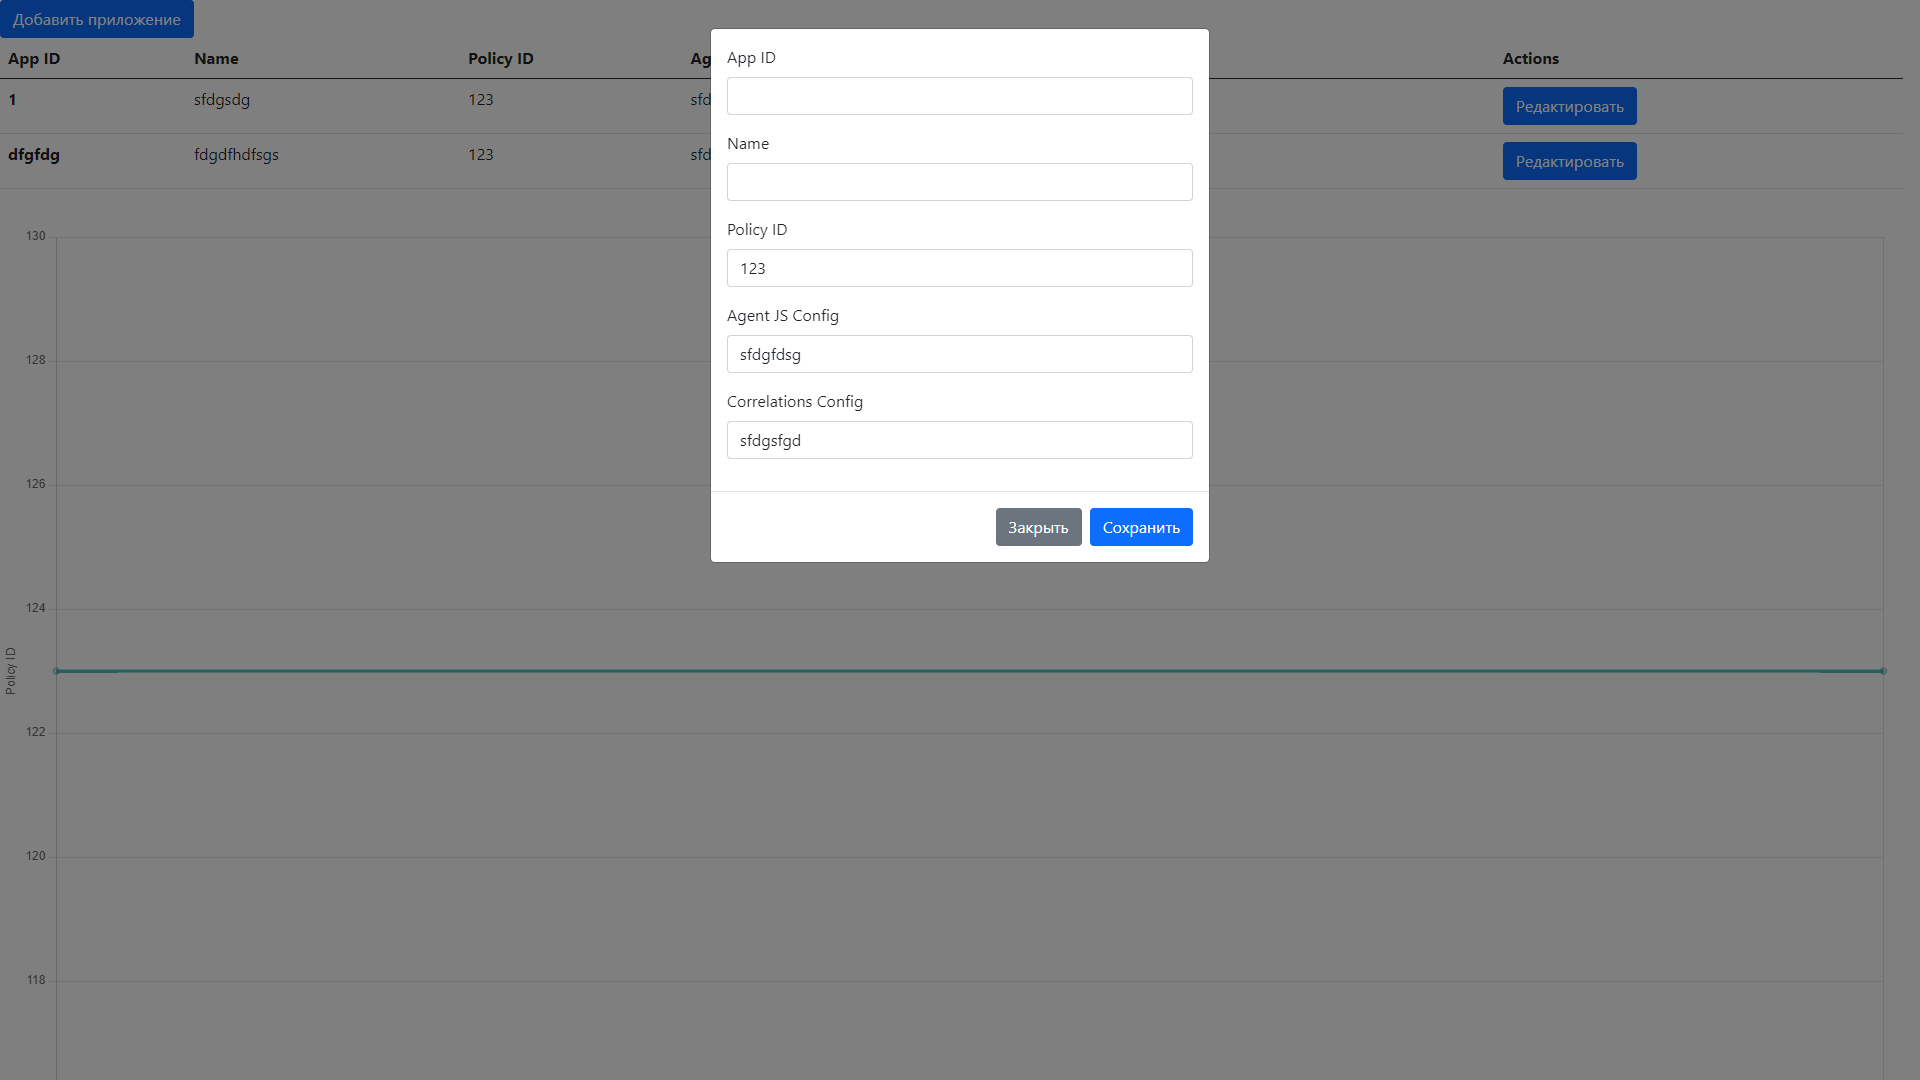 Добавить приложение
App ID Name Policy ID Ag Actions
1 sfdgsdg 123 sfd Редактировать
dfgfdg fdgdfhdfsgs 123 sfd Редактировать
App ID
Name
Policy ID
123
Agent JS Config
sfdgfdsg
Correlations Config
sfdgsfgd
Закрыть Сохранить
130
128
126
124
122
120
118
Policy ID